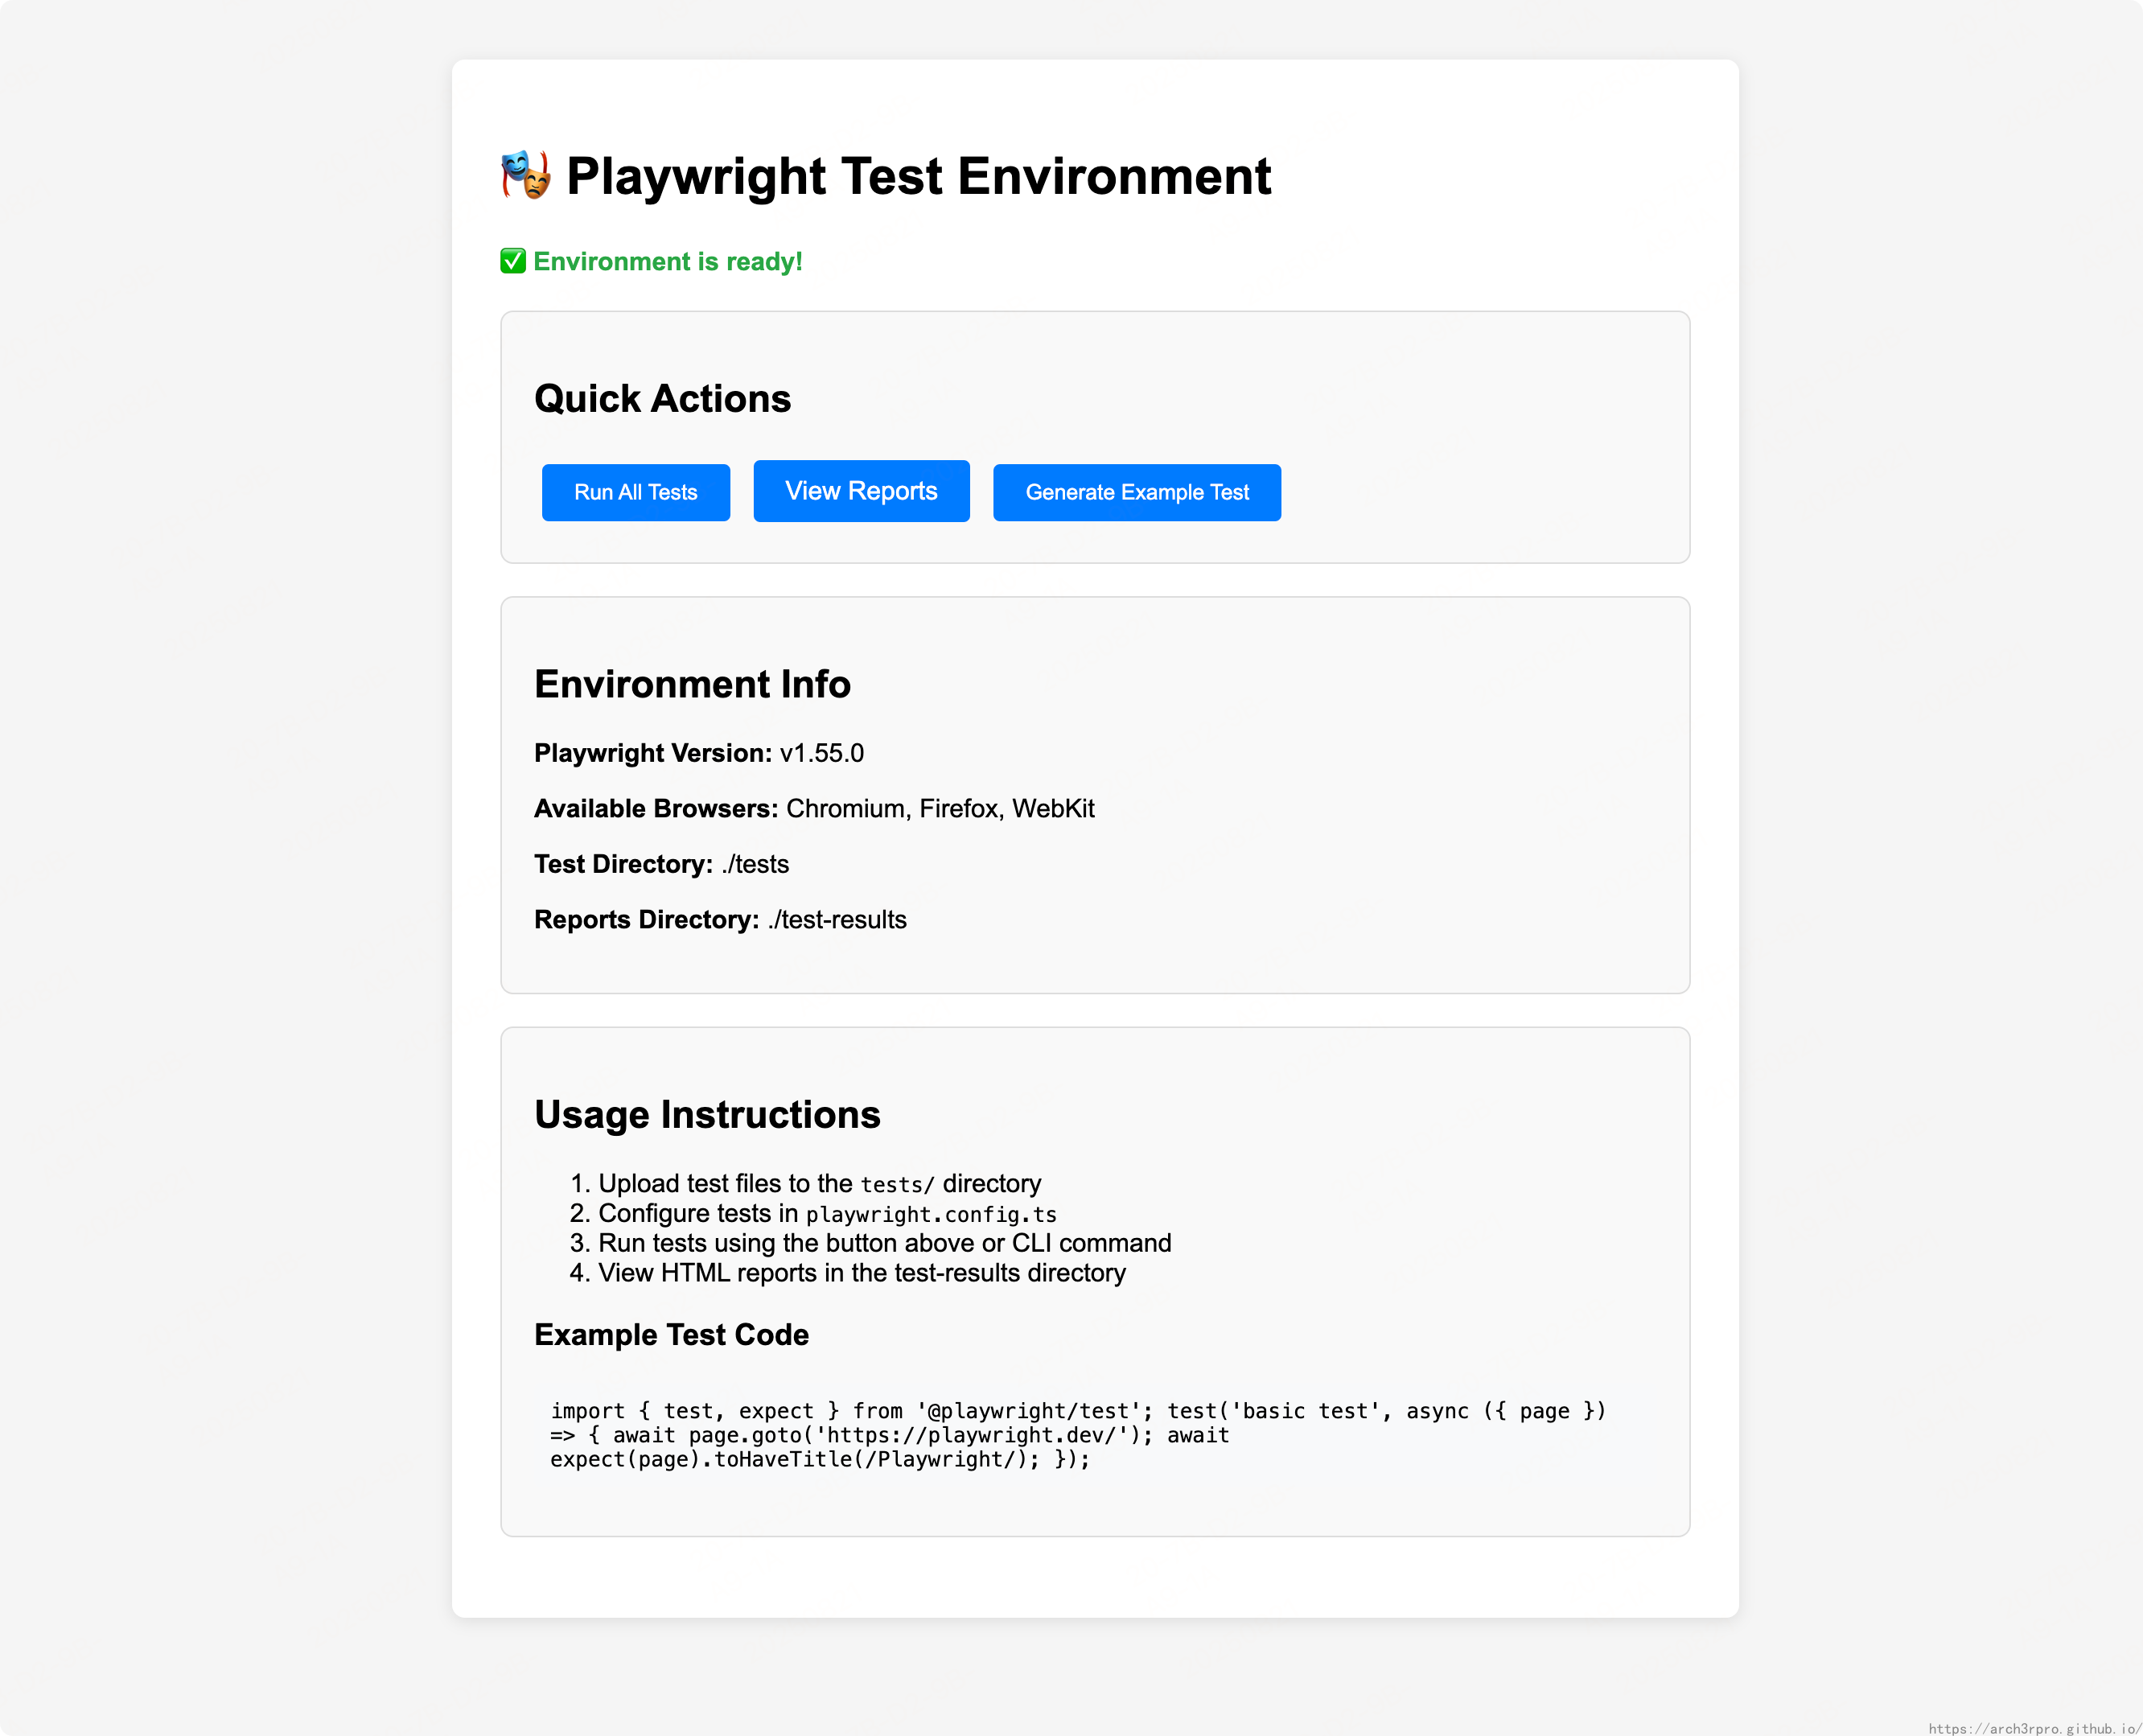 Playwright Test Environment
Environment is ready!
Quick Actions
Run All Tests
View Reports
Generate Example Test
Environment Info
Playwright Version: v1.55.0
Available Browsers: Chromium, Firefox, WebKit
Test Directory: ./tests
Reports Directory: ./test-results
Usage Instructions
1. Upload test files to the tests/ directory
2. Configure tests in playwright.config.ts
3. Run tests using the button above or CLI command
4. View HTML reports in the test-results directory
Example Test Code
import { test, expect } from '@playwright/test'; test('basic test', async ({ page })
=> { await page.goto('https://playwright.dev/'); await
expect(page).toHaveTitle(/Playwright/); });
https://arch3rpro.github.io/